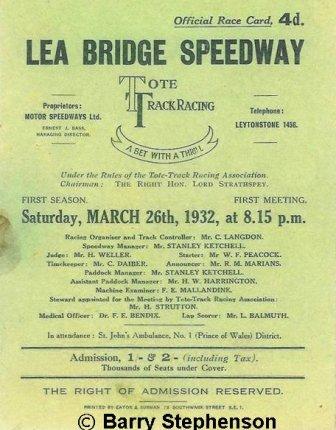 Official Race Card, 4d.
LEA BRIDGE SPEEDWAY
TOTE
TRACK RACING
A BET WITH A THRILL
Proprietors:
MOTOR SPEEDWAYS Ltd.
ERNEST J. BASS,
MANAGING DIRECTOR.
Telephone:
LEYTONSTONE 1456.
Under the Rules of the Tote-Track Racing Association.
Chairman: THE RIGHT HON. LORD STRATHSPEY.
FIRST SEASON. FIRST MEETING.
Saturday, MARCH 26th, 1932, at 8.15 p.m.
Racing Organiser and Track Controller: Mr. C. LANGDON.
Speedway Manager: Mr. STANLEY KETCHELL.
Judge: Mr. H. WELLER. Starter: Mr. W. F. PEACOCK.
Timekeeper: Mr. C. DAIBER. Announcer: Mr. R. M. MARIANS.
Paddock Manager: Mr. STANLEY KETCHELL.
Assistant Paddock Manager: Mr. H. W. HARRINGTON.
Machine Examiner: F. E. MALLANDINE.
Steward appointed for the Meeting by Tote-Track Racing Association:
Mr. H. STRUTTON.
Medical Officer: Dr. F. E. BENDIX. Lap Scorer: Mr. L. BALMUTH.
In attendance: St. John's Ambulance, No. 1 (Prince of Wales) District.
Admission, 1/- & 2/- (including Tax).
Thousands of Seats under Cover.
THE RIGHT OF ADMISSION RESERVED.
PRINTED BY SOUTHWARK STREET S.E. 1.
© Barry Stephenson